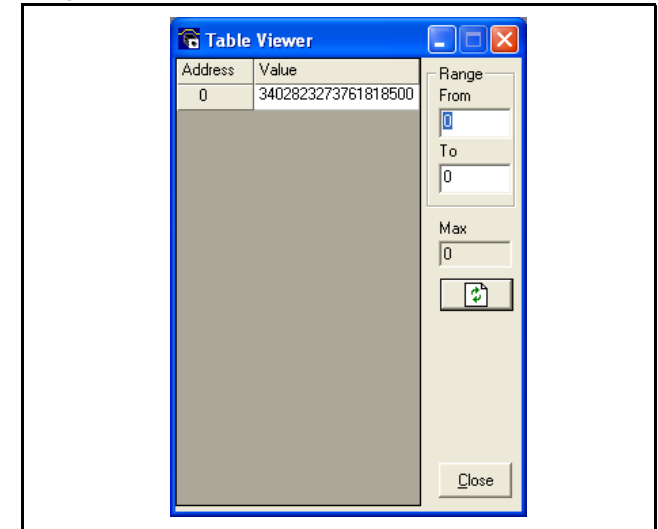 Table Viewer
Address Value
0 3402823273761818500
Range
From
0
To
0
Max
0
Close